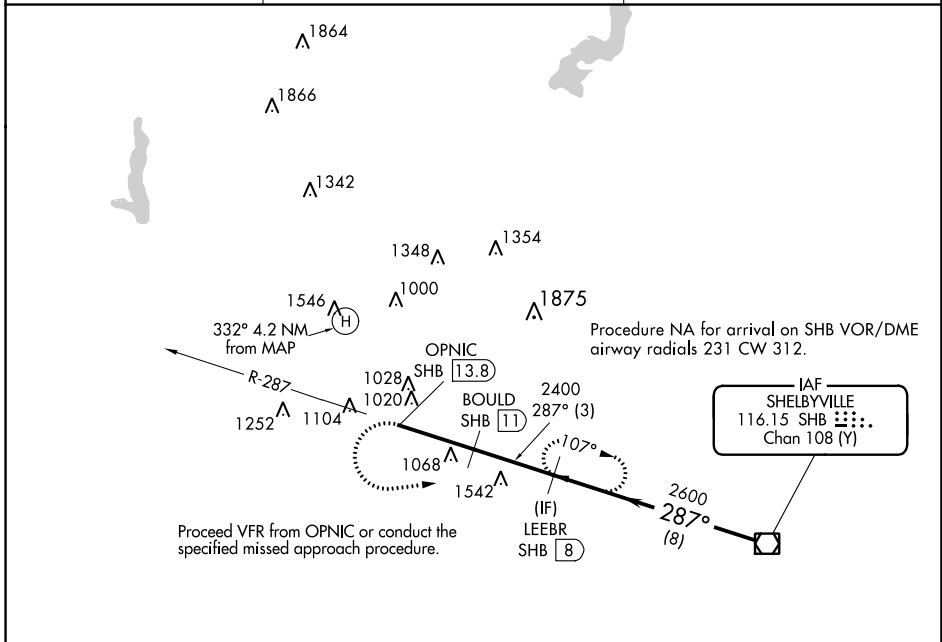 1864
1866
1342
1348
1354
1546
1000
1875
H
332° 4.2 NM
from MAP
Procedure NA for arrival on SHB VOR/DME
airway radials 231 CW 312.
R-287
OPNIC
SHB 13.8
1028
1020
1252
1104
BOULD
SHB 11
2400
287° (3)
IAF
SHELBYVILLE
116.15 SHB
Chan 108 (Y)
107°
1068
1542
(IF)
LEEBR
SHB 8
2600
287°
(8)
Proceed VFR from OPNIC or conduct the
specified missed approach procedure.